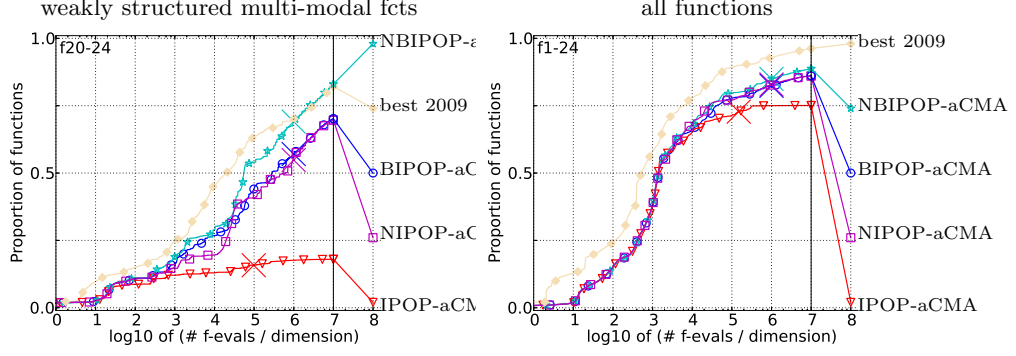 weakly structured multi-modal fcts
1.0
f20-24
NBIPOP-a
best 2009
Proportion of functions
0.5
BIPOP-aC
NIPOP-aC
0.0
IPOP-aCM
0 1 2 3 4 5 6 7 8
log10 of (# f-evals / dimension)
all functions
1.0
f1-24
best 2009
NBIPOP-aCMA
Proportion of functions
0.5
BIPOP-aCMA
NIPOP-aCMA
0.0
IPOP-aCMA
0 1 2 3 4 5 6 7 8
log10 of (# f-evals / dimension)